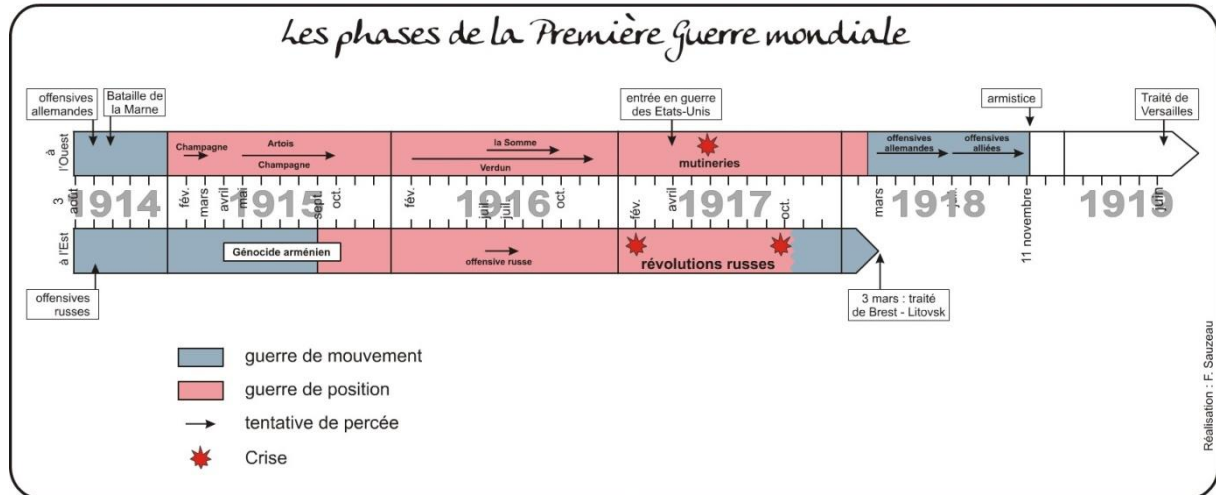 Les phases de la Première Guerre mondiale
offensives
allemandes
Bataille de
la Marne
entrée en guerre
des Etats-Unis
armistice
Traité de
Versailles
à
l'Ouest
Champagne
Artois
Champagne
la Somme
Verdun
mutineries
offensives
allemandes
offensives
alliées
3
août
1914
fév.
mars
avril
mai
1915
sept.
oct.
fév.
1916
juil.
juil.
oct.
fév.
avril
1917
oct.
mars
1918
11 novembre
1919
juin
à l'Est
Génocide arménien
offensive russe
révolutions russes
offensives
russes
3 mars : traité
de Brest - Litovsk
guerre de mouvement
guerre de position
tentative de percée
Crise
Réalisation : F. Sauzeau